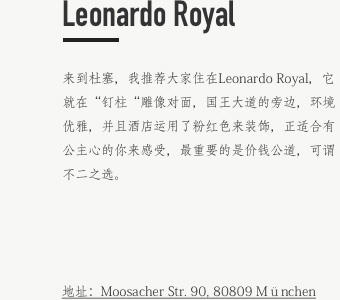 Leonardo Royal
来到杜塞，我推荐大家住在Leonardo Royal，它
就在“钉柱“雕像对面，国王大道的旁边，环境
优雅，并且酒店运用了粉红色来装饰，正适合有
公主心的你来感受，最重要的是价钱公道，可谓
不二之选。
地址：Moosacher Str. 90, 80809 M ü nchen